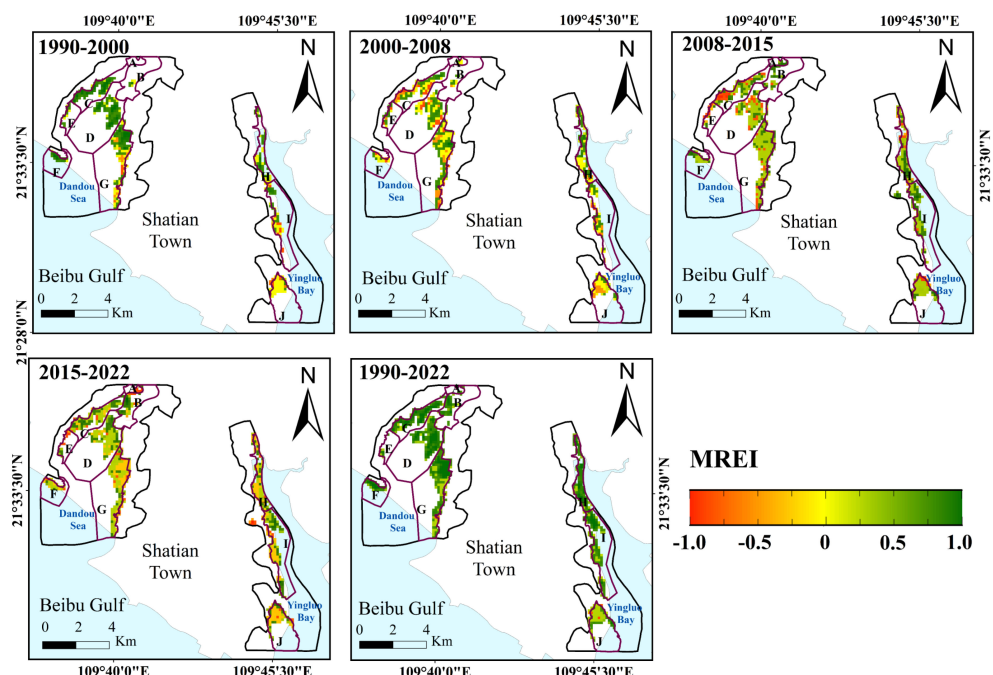 109°40'0"E 109°45'30"E 109°40'0"E 109°45'30"E 109°40'0"E 109°45'30"E
1990-2000
N
A
B
C
E
D
F
G
H
I
J
Dandou
Sea
Shatian
Town
Beibu Gulf
Yingluo
Bay
0 2 4
Km
21°33'30"N
21°28'0"N
2000-2008
N
A
B
C
E
D
F
G
H
I
J
Dandou
Sea
Shatian
Town
Beibu Gulf
Yingluo
Bay
0 2 4
Km
2008-2015
N
A
B
C
E
D
F
G
H
I
J
Dandou
Sea
Shatian
Town
Beibu Gulf
Yingluo
Bay
0 2 4
Km
21°33'30"N
2015-2022
N
A
B
C
E
D
F
G
H
I
J
Dandou
Sea
Shatian
Town
Beibu Gulf
Yingluo
Bay
0 2 4
Km
21°33'30"N
109°40'0"E 109°45'30"E
1990-2022
N
A
B
C
E
D
F
G
H
I
J
Dandou
Sea
Shatian
Town
Beibu Gulf
Yingluo
Bay
0 2 4
Km
21°33'30"N
109°40'0"E 109°45'30"E
MREI
-1.0 -0.5 0 0.5 1.0